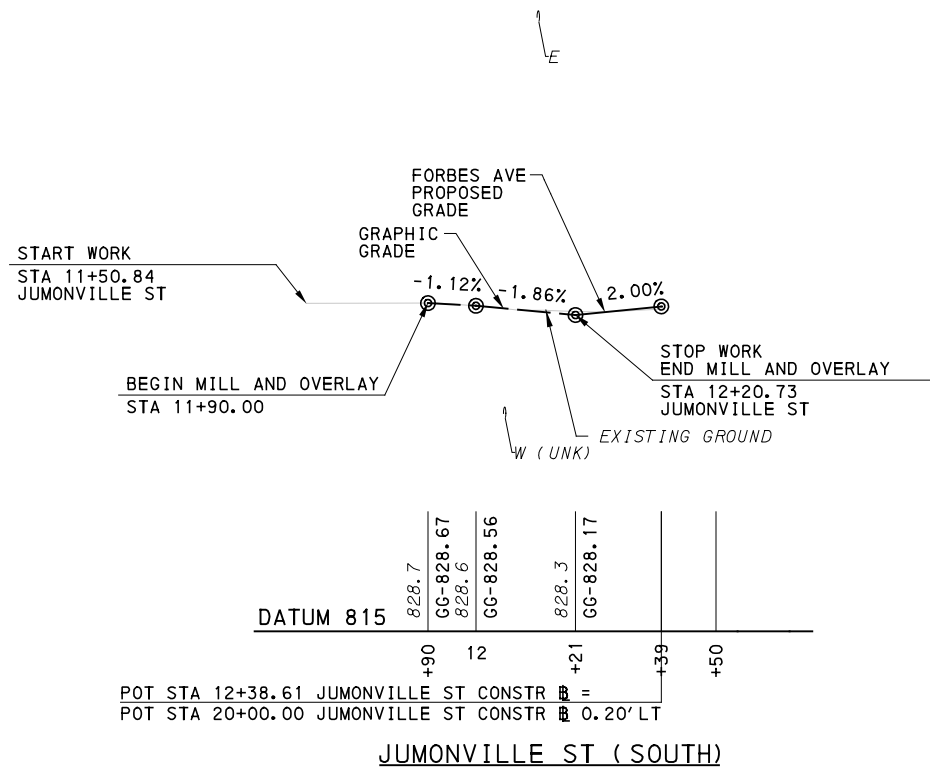 E
FORBES AVE
PROPOSED
GRADE
GRAPHIC
GRADE
START WORK
STA 11+50.84
JUMONVILLE ST
-1.12%
-1.86%
2.00%
STOP WORK
END MILL AND OVERLAY
STA 12+20.73
JUMONVILLE ST
BEGIN MILL AND OVERLAY
STA 11+90.00
EXISTING GROUND
W (UNK)
828.7
GG-828.67
828.6
GG-828.56
828.3
GG-828.17
DATUM 815
+90
12
+21
+39
+50
POT STA 12+38.61 JUMONVILLE ST CONSTR BL =
POT STA 20+00.00 JUMONVILLE ST CONSTR BL 0.20' LT
JUMONVILLE ST (SOUTH)